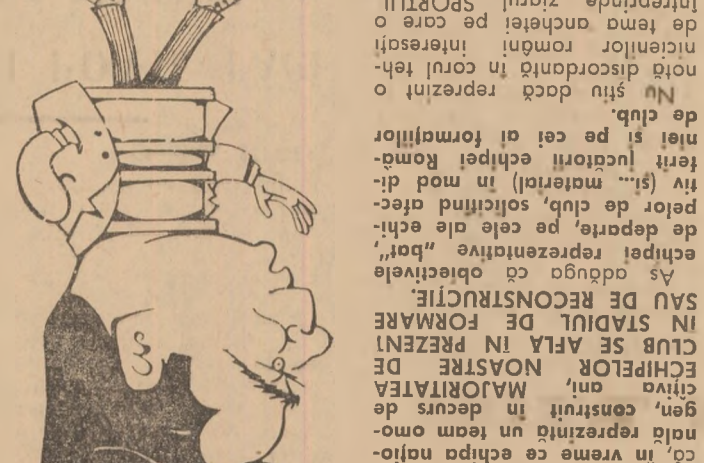 că, în vreme ce echipa națio-
nală reprezintă un team omo-
gen, construit în decurs de
cîțiva ani, MAJORITATEA
ECHIPELOR NOASTRE DE
CLUB SE AFLĂ ÎN PREZENT
IN STADIUL DE FORMARE
SAU DE RECONSTRUCȚIE.
Aș adăuga că obiectivele
echipei reprezentative „bat",
de departe, pe cele ale echi-
pelor de club, solicitînd afec-
tiv (și... material) în mod di-
ferit jucătorii echipei Româ-
niei și pe cei ai formațiilor
de club.
Nu știu dacă reprezint o
notă discordantă în corul teh-
nicienilor români interesați
de tema anchetei pe care o
întreprinde ziarul SPORTUL